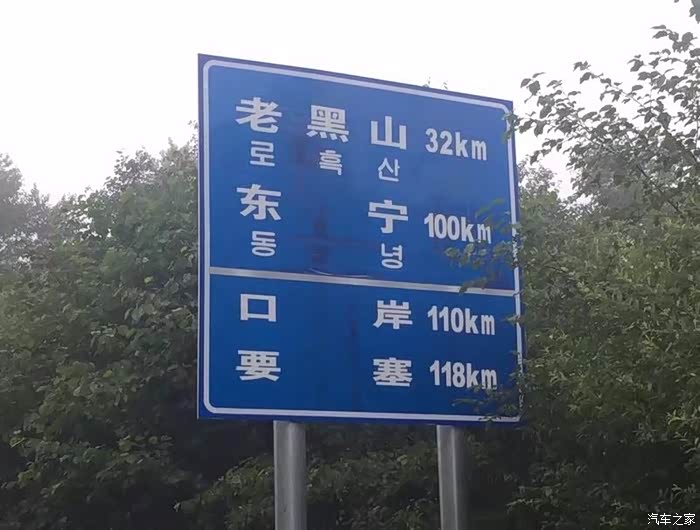 老黑山 32km
로흑산
东宁 100km
동녕
口岸 110km
要塞 118km
汽车之家